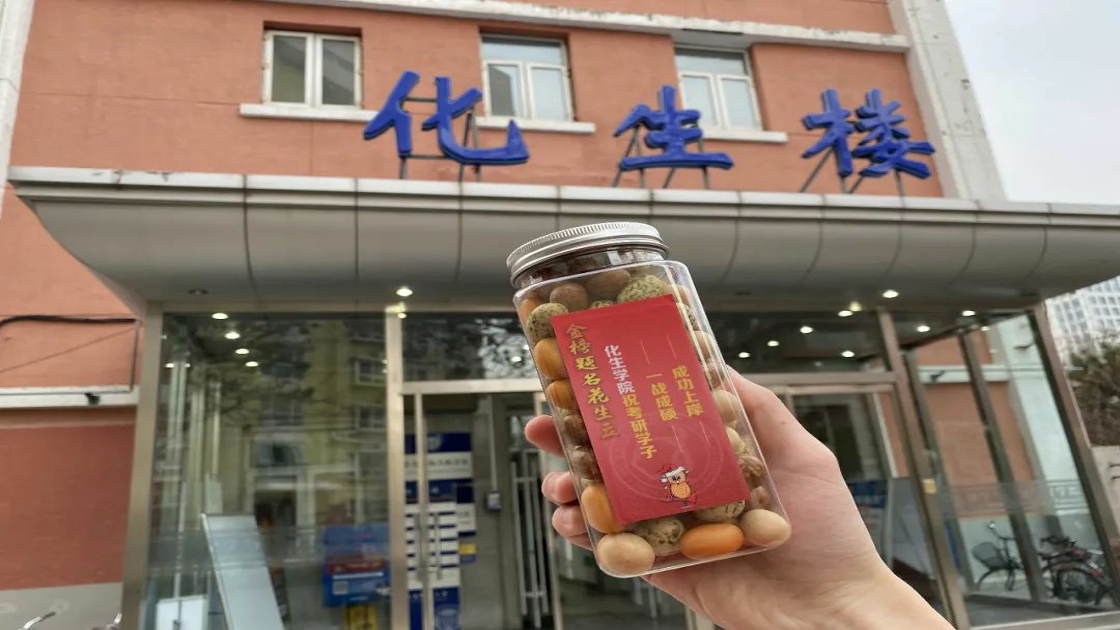 化生楼
金榜题名花生豆
化生学院祝考研学子
一战成硕
成功上岸